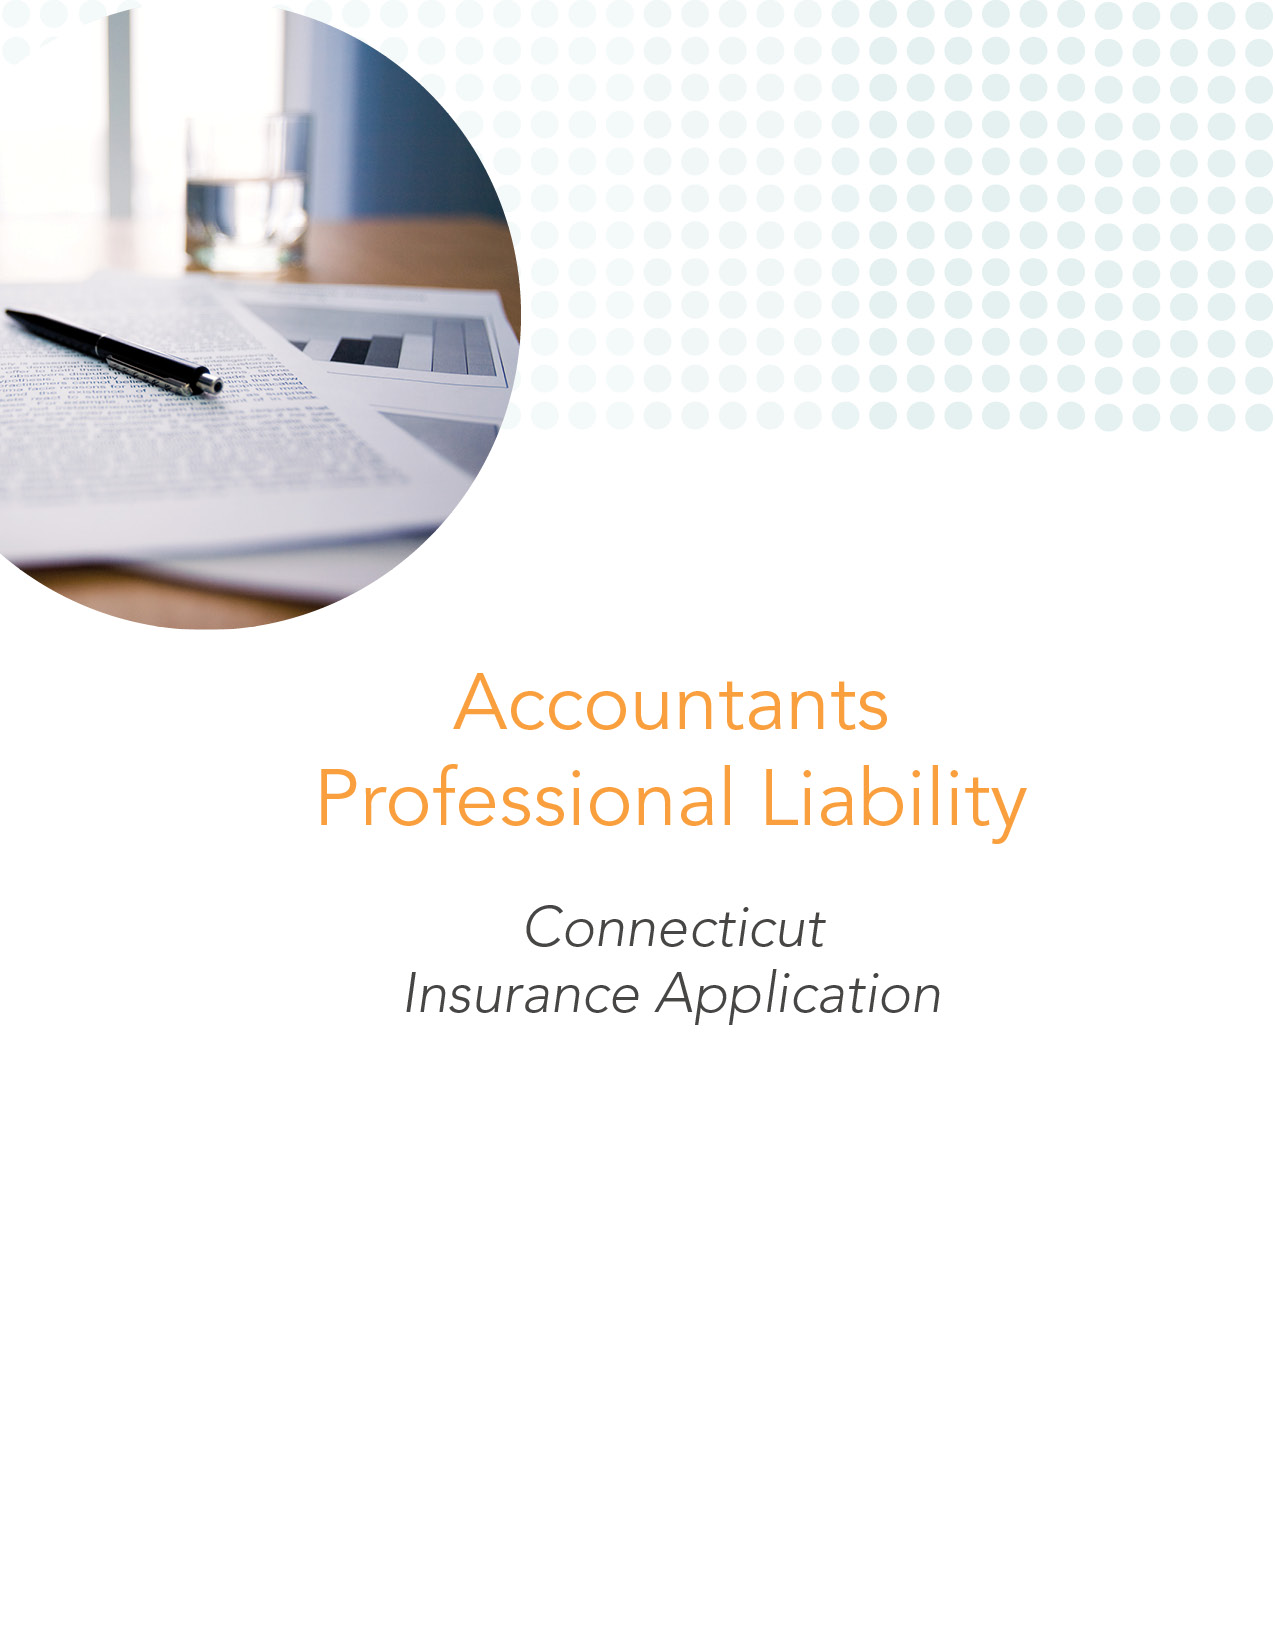 Accountants
Professional Liability
Connecticut
Insurance Application